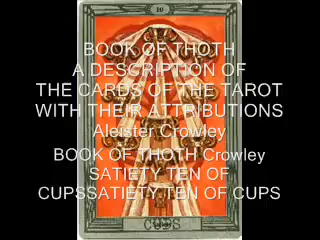 10
BOOK OF THOTH
A DESCRIPTION OF
THE CARDS OF THE TAROT
WITH THEIR ATTRIBUTIONS
Aleister Crowley
BOOK OF THOTH Crowley
SATIETY TEN OF
CUPSSATIETY TEN OF CUPS
CUPS